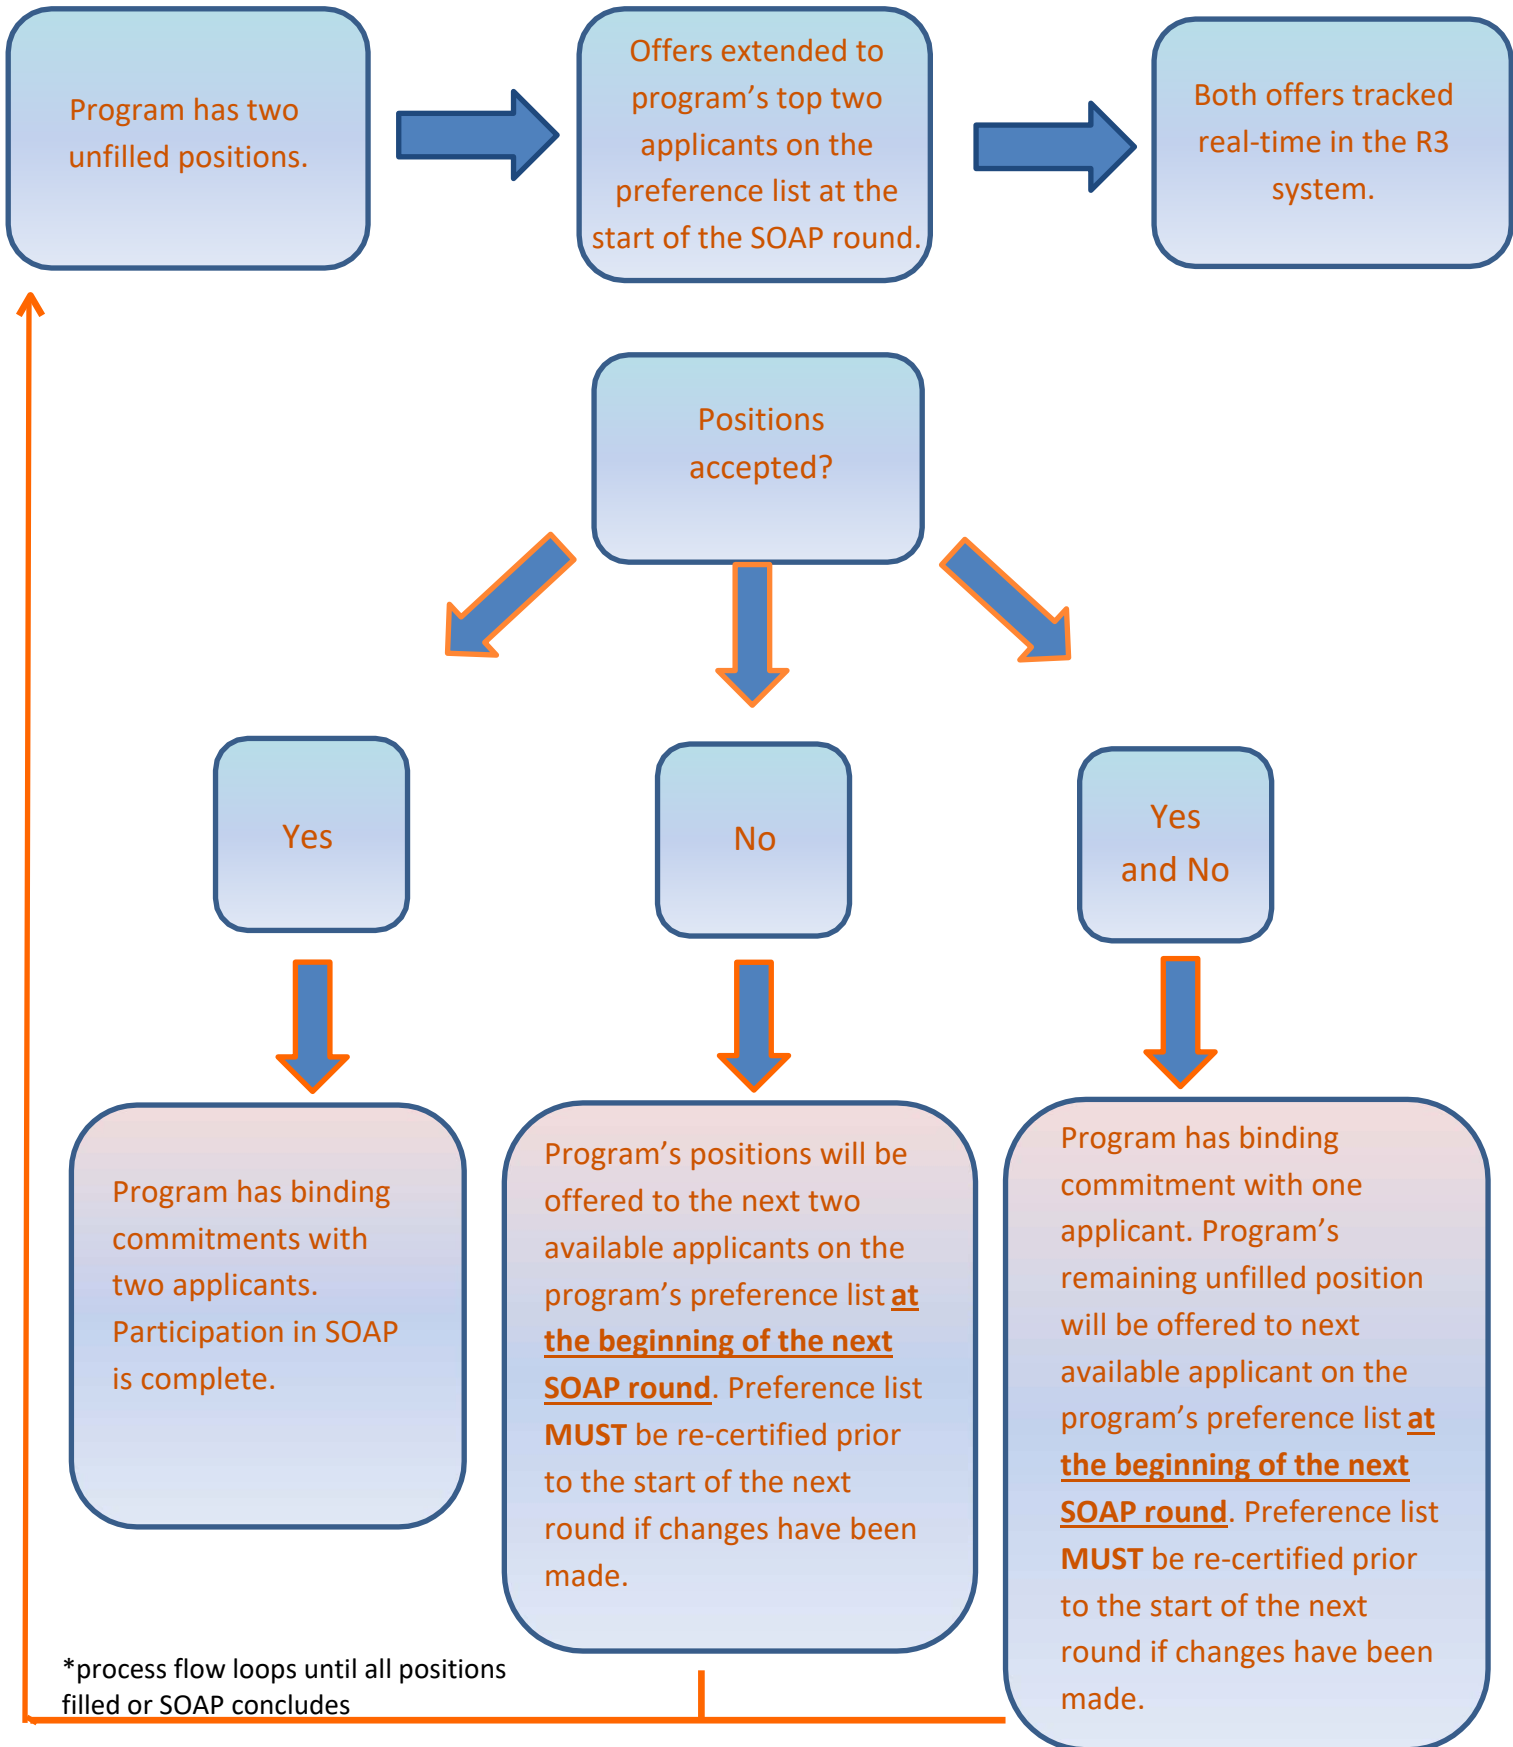 Program has two
unfilled positions.
Offers extended to
program’s top two
applicants on the
preference list at the
start of the SOAP round.
Both offers tracked
real-time in the R3
system.
Positions
accepted?
Yes
No
Yes
and No
Program has binding
commitments with
two applicants.
Participation in SOAP
is complete.
Program’s positions will be
offered to the next two
available applicants on the
program’s preference list at
the beginning of the next
SOAP round. Preference list
MUST be re-certified prior
to the start of the next
round if changes have been
made.
Program has binding
commitment with one
applicant. Program’s
remaining unfilled position
will be offered to next
available applicant on the
program’s preference list at
the beginning of the next
SOAP round. Preference list
MUST be re-certified prior
to the start of the next
round if changes have been
made.
*process flow loops until all positions
filled or SOAP concludes